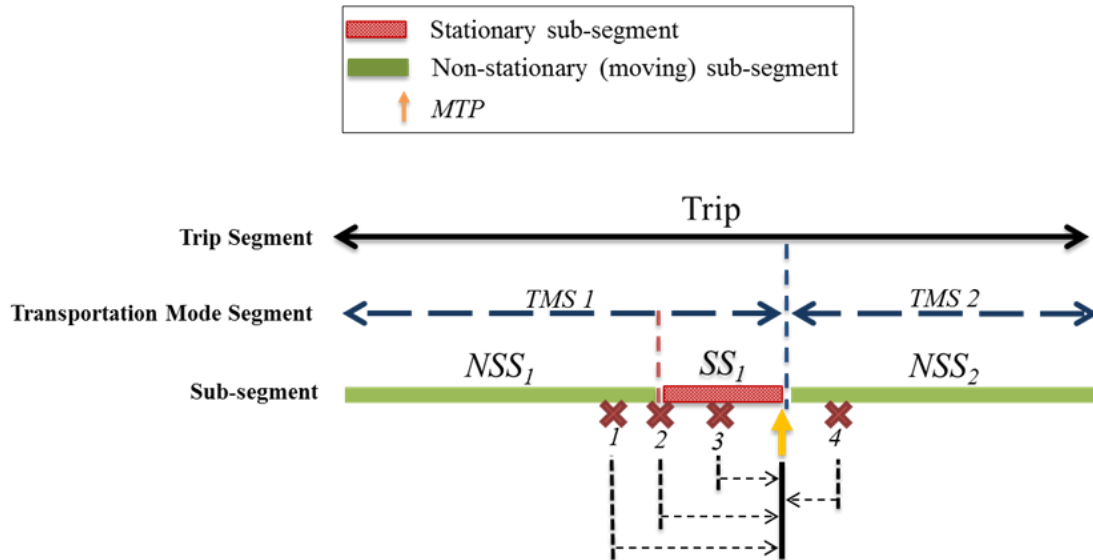 Stationary sub-segment
Non-stationary (moving) sub-segment
MTP
Trip
Trip Segment
Transportation Mode Segment
TMS 1
TMS 2
NSS1
SS1
NSS2
Sub-segment
1
2
3
4